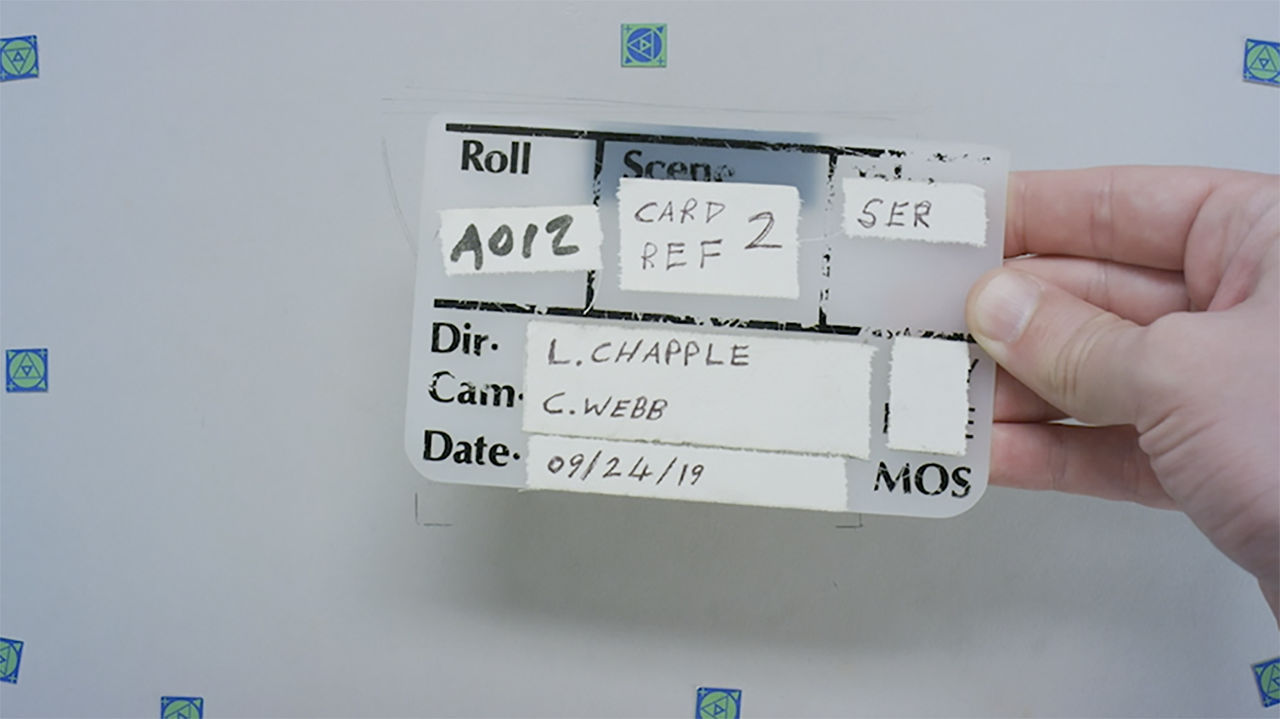 Roll
Scene
A012
CARD
REF 2
SER
Dir. L. CHAPPLE
Cam. C. WEBB
Date. 09/24/19
MOS